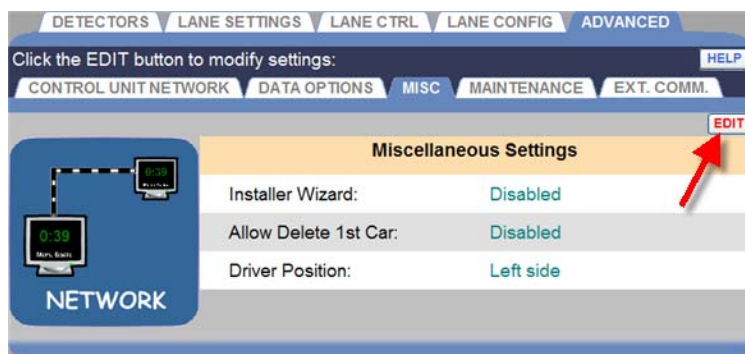 DETECTORS LANE SETTINGS LANE CTRL LANE CONFIG ADVANCED
Click the EDIT button to modify settings:
HELP
CONTROL UNIT NETWORK DATA OPTIONS MISC MAINTENANCE EXT. COMM.
EDIT
Miscellaneous Settings
Installer Wizard: Disabled
Allow Delete 1st Car: Disabled
Driver Position: Left side
0:39
0:39
NETWORK